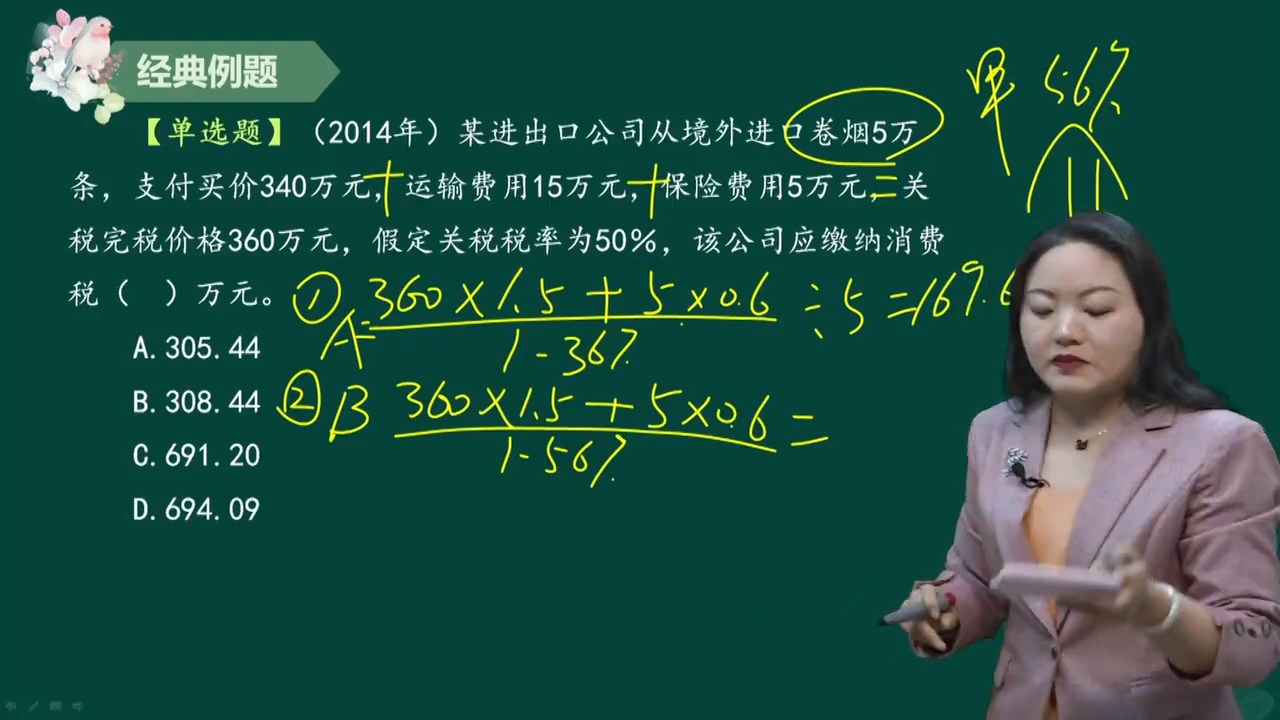 经典例题
甲 56%
【单选题】（2014年）某进出口公司从境外进口卷烟5万
条，支付买价340万元，运输费用15万元，保险费用5万元，关
税完税价格360万元，假定关税税率为50%，该公司应缴纳消费
税（ ）万元。
① A 360×1.5+5×0.6 ÷5=169.6
1-36%
A.305.44
② B 360×1.5+5×0.6 =
1-56%
B.308.44
C.691.20
D.694.09